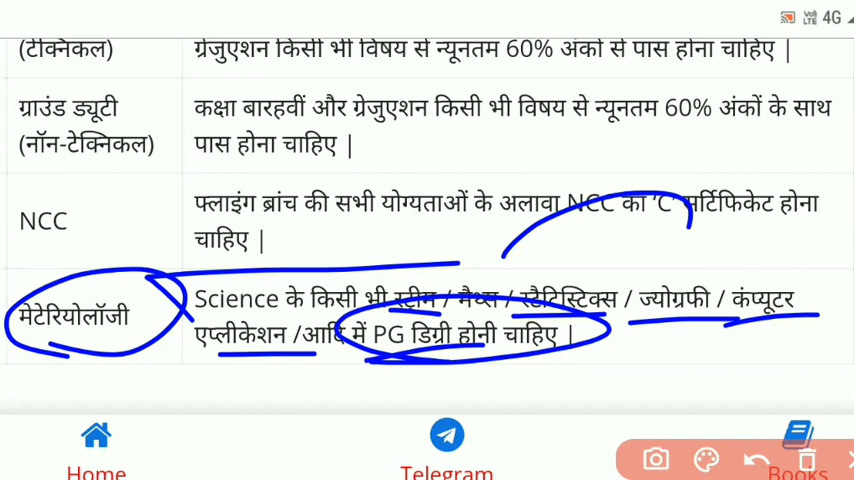 4G
(टेक्निकल)
ग्रेजुएशन किसी भी विषय से न्यूनतम 60% अंकों से पास होना चाहिए |
ग्राउंड ड्यूटी
(नॉन-टेक्निकल)
कक्षा बारहवीं और ग्रेजुएशन किसी भी विषय से न्यूनतम 60% अंकों के साथ
पास होना चाहिए |
NCC
फ्लाइंग ब्रांच की सभी योग्यताओं के अलावा NCC का 'C' सर्टिफिकेट होना
चाहिए |
मेटेरियोलॉजी
Science के किसी भी स्ट्रीम / मैथ्स / स्टैटिस्टिक्स / ज्योग्रफी / कंप्यूटर
एप्लीकेशन /आदि में PG डिग्री होनी चाहिए |
Home
Telegram
Books